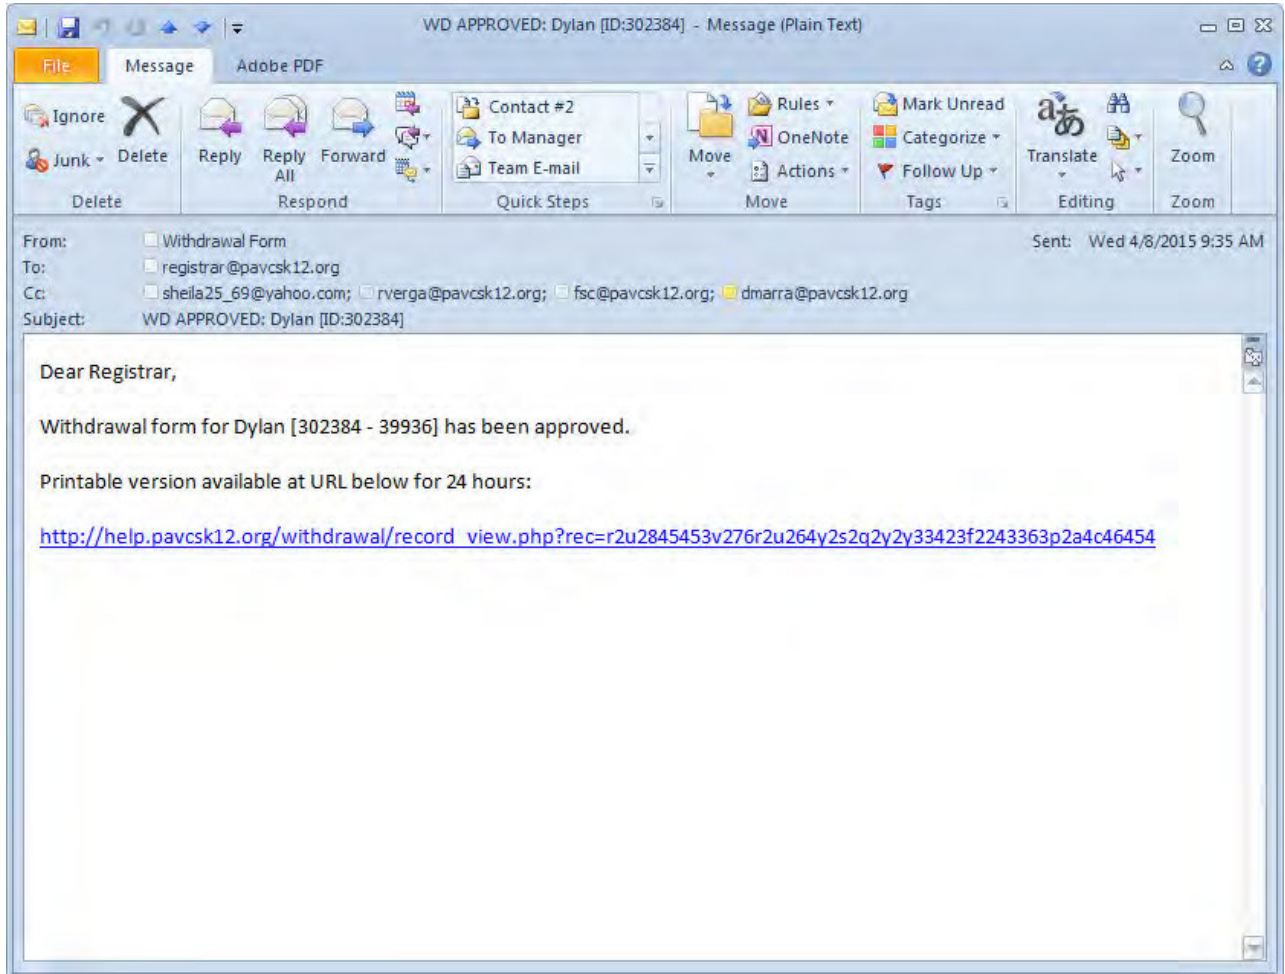 WD APPROVED: Dylan [ID:302384] - Message (Plain Text)
File Message Adobe PDF
Ignore
Junk
Delete
Delete
Reply
Reply All
Forward
Respond
Contact #2
To Manager
Team E-mail
Quick Steps
Move
Rules
OneNote
Actions
Move
Mark Unread
Categorize
Follow Up
Tags
Translate
Editing
Zoom
Zoom
From: Withdrawal Form Sent: Wed 4/8/2015 9:35 AM
To: registrar@pavcsk12.org
Cc: sheila25_69@yahoo.com; rverga@pavcsk12.org; fsc@pavcsk12.org; dmarra@pavcsk12.org
Subject: WD APPROVED: Dylan [ID:302384]
Dear Registrar,
Withdrawal form for Dylan [302384 - 39936] has been approved.
Printable version available at URL below for 24 hours:
http://help.pavcsk12.org/withdrawal/record_view.php?rec=r2u2845453v276r2u264y2s2q2y2y33423f2243363p2a4c46454